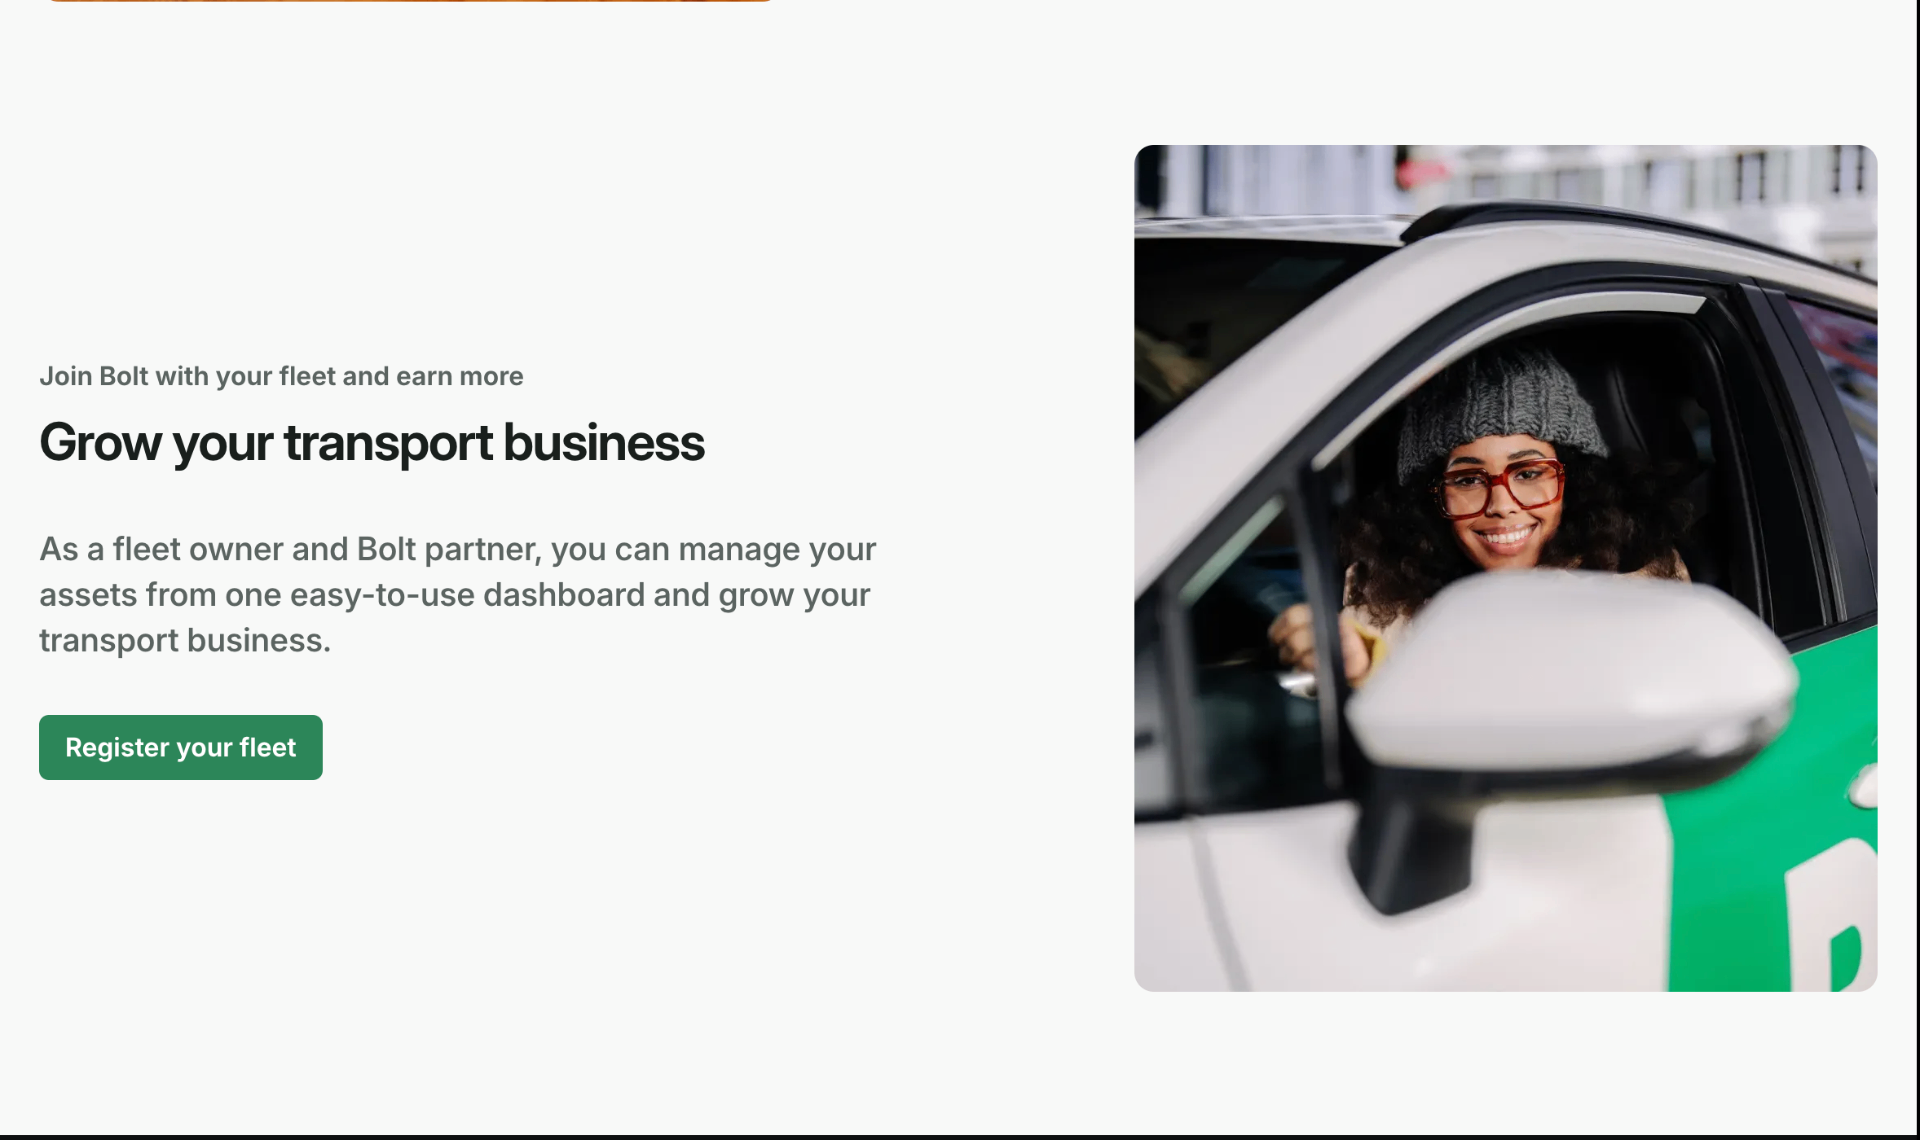 Join Bolt with your fleet and earn more
Grow your transport business
As a fleet owner and Bolt partner, you can manage your
assets from one easy-to-use dashboard and grow your
transport business.
Register your fleet